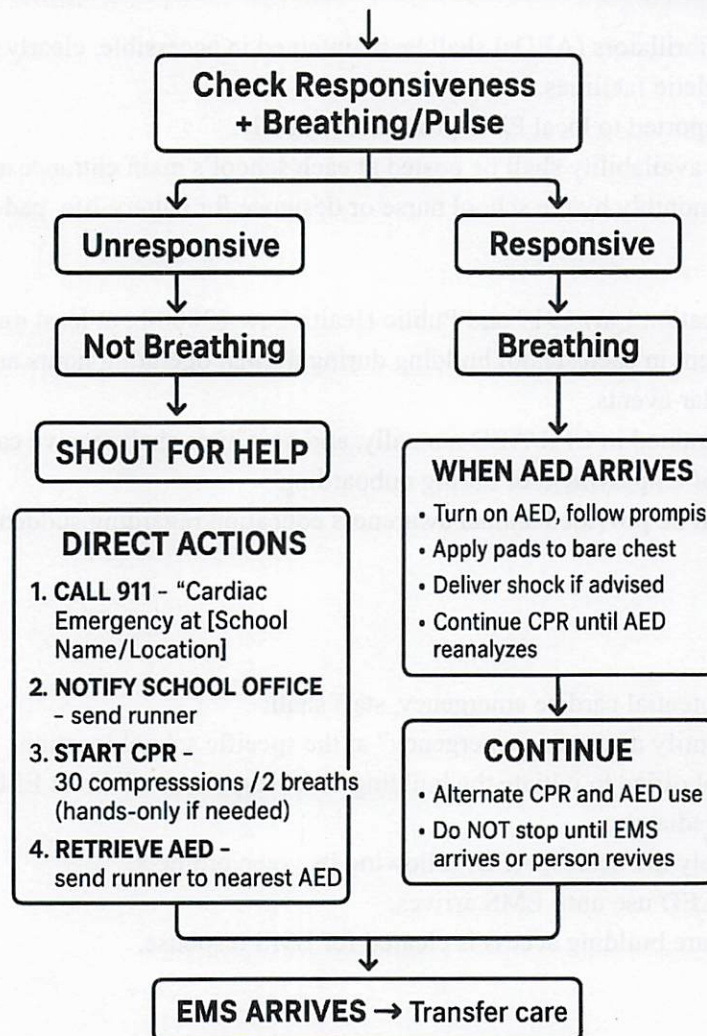 Check Responsiveness
+ Breathing/Pulse
Unresponsive
Responsive
Not Breathing
Breathing
SHOUT FOR HELP
DIRECT ACTIONS
1. CALL 911 – “Cardiac
Emergency at [School
Name/Location]
2. NOTIFY SCHOOL OFFICE
– send runner
3. START CPR –
30 comprεssions/2 breaths
(hands-only if needed)
4. RETRIEVE AED –
send runner to nearest AED
WHEN AED ARRIVES
• Turn on AED, follow prompis
• Apply pads to bare chest
• Deliver shock if advised
• Continue CPR until AED
reanalyzes
CONTINUE
• Alternate CPR and AED use
• Do NOT stop until EMS
arrives or person revives
EMS ARRIVES → Transfer care